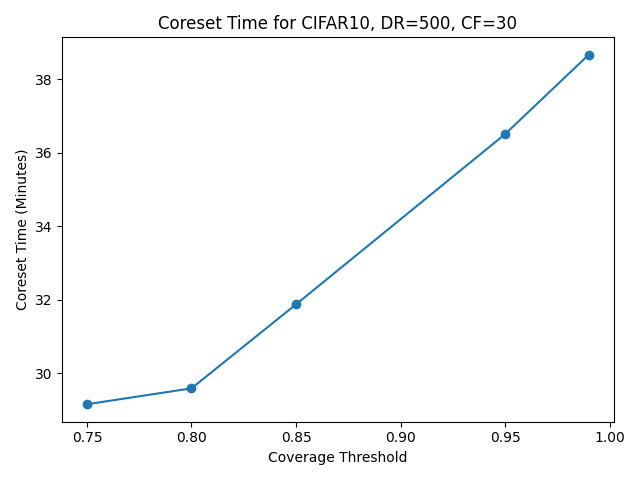 Coreset Time for CIFAR10, DR=500, CF=30
Coreset Time (Minutes)
38
36
34
32
30
0.75 0.80 0.85 0.90 0.95 1.00
Coverage Threshold